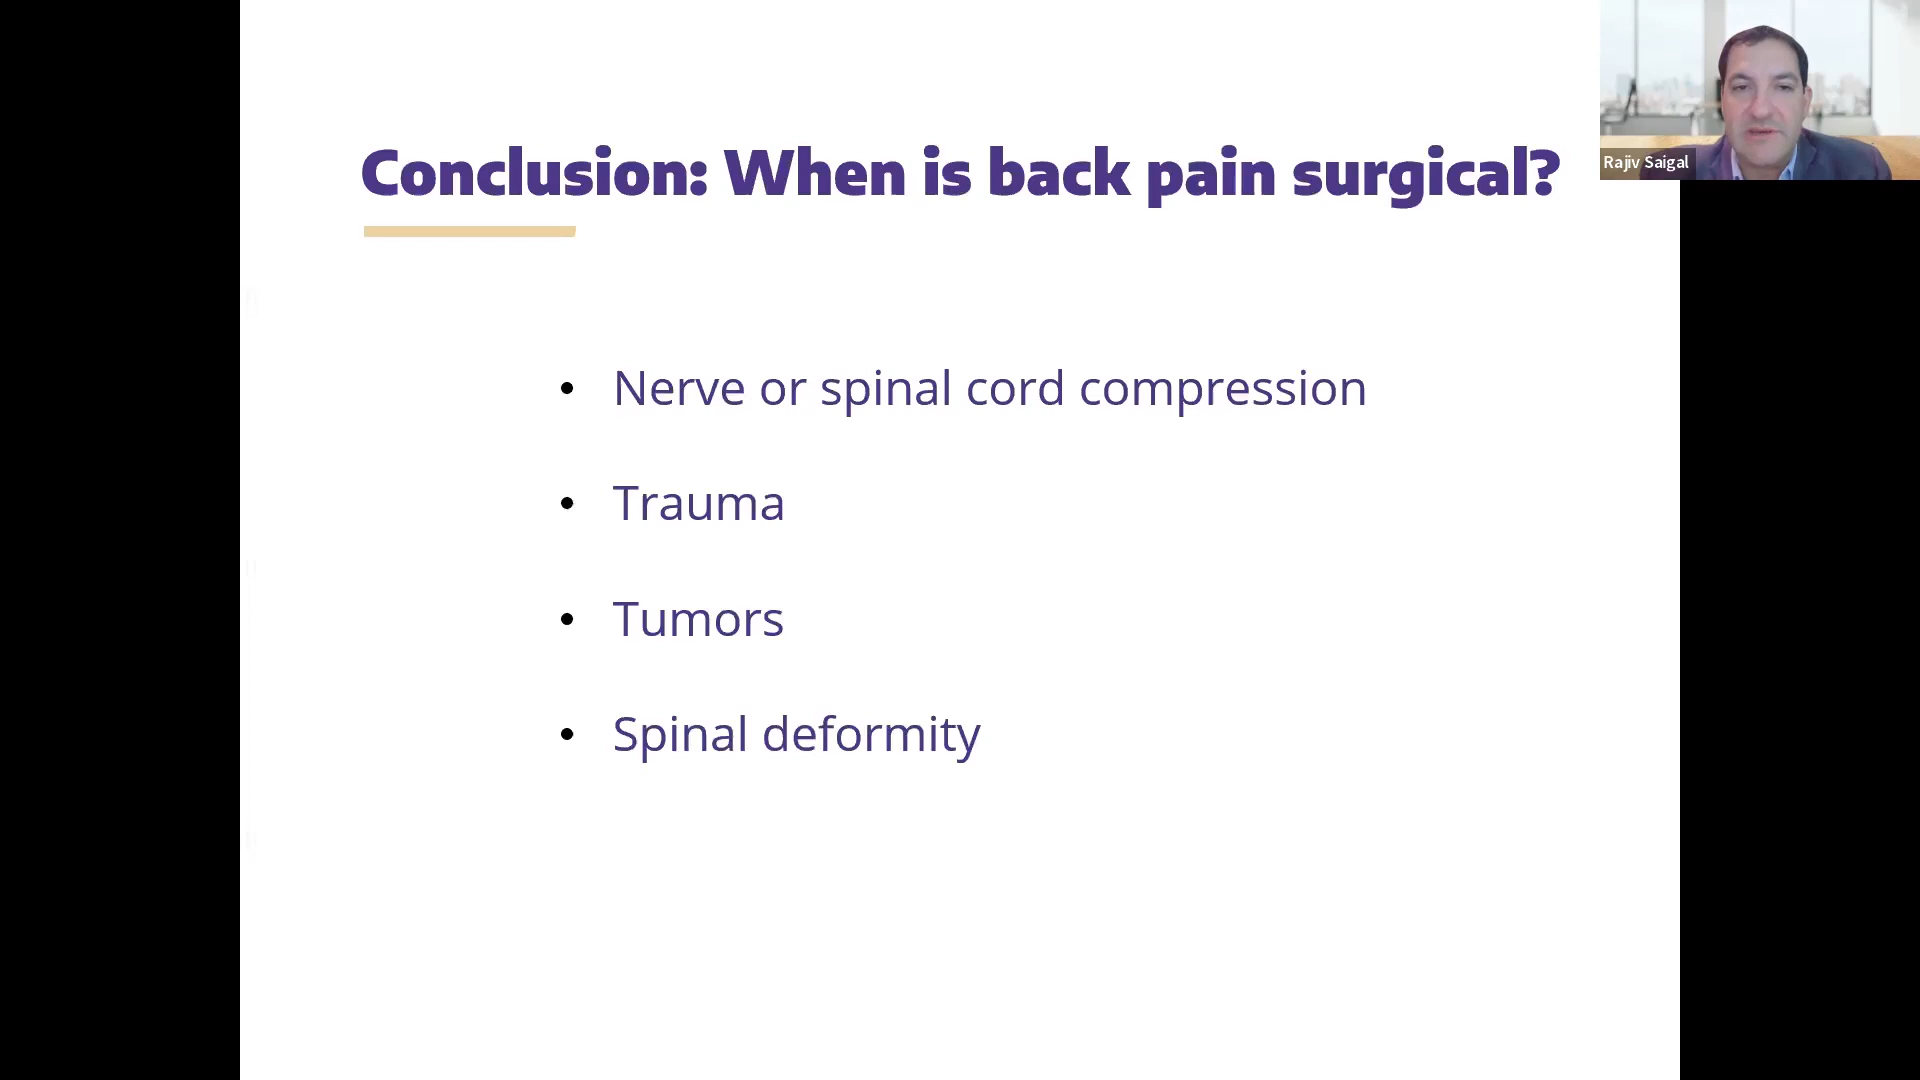 Conclusion: When is back pain surgical?
Rajiv Saigal
• Nerve or spinal cord compression
• Trauma
• Tumors
• Spinal deformity